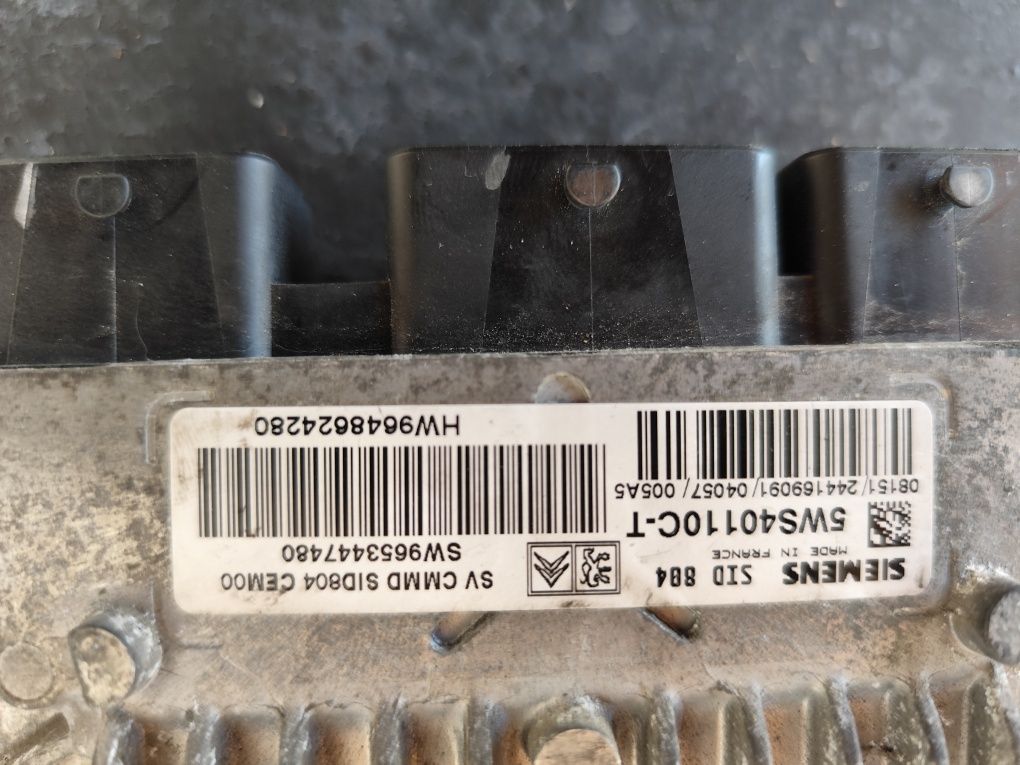 SIEMENS SID 804
MADE IN FRANCE
5WS40110C-T
08151/244169091/04057/005A5
SV CMMD SID804 CEM00
SW9653447480
HW9648624280